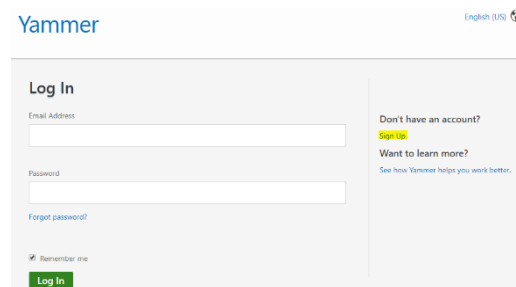 Yammer
English (US)
Log In
Email Address
Password
Forgot password?
Remember me
Log In
Don't have an account?
Sign Up
Want to learn more?
See how Yammer helps you work better.